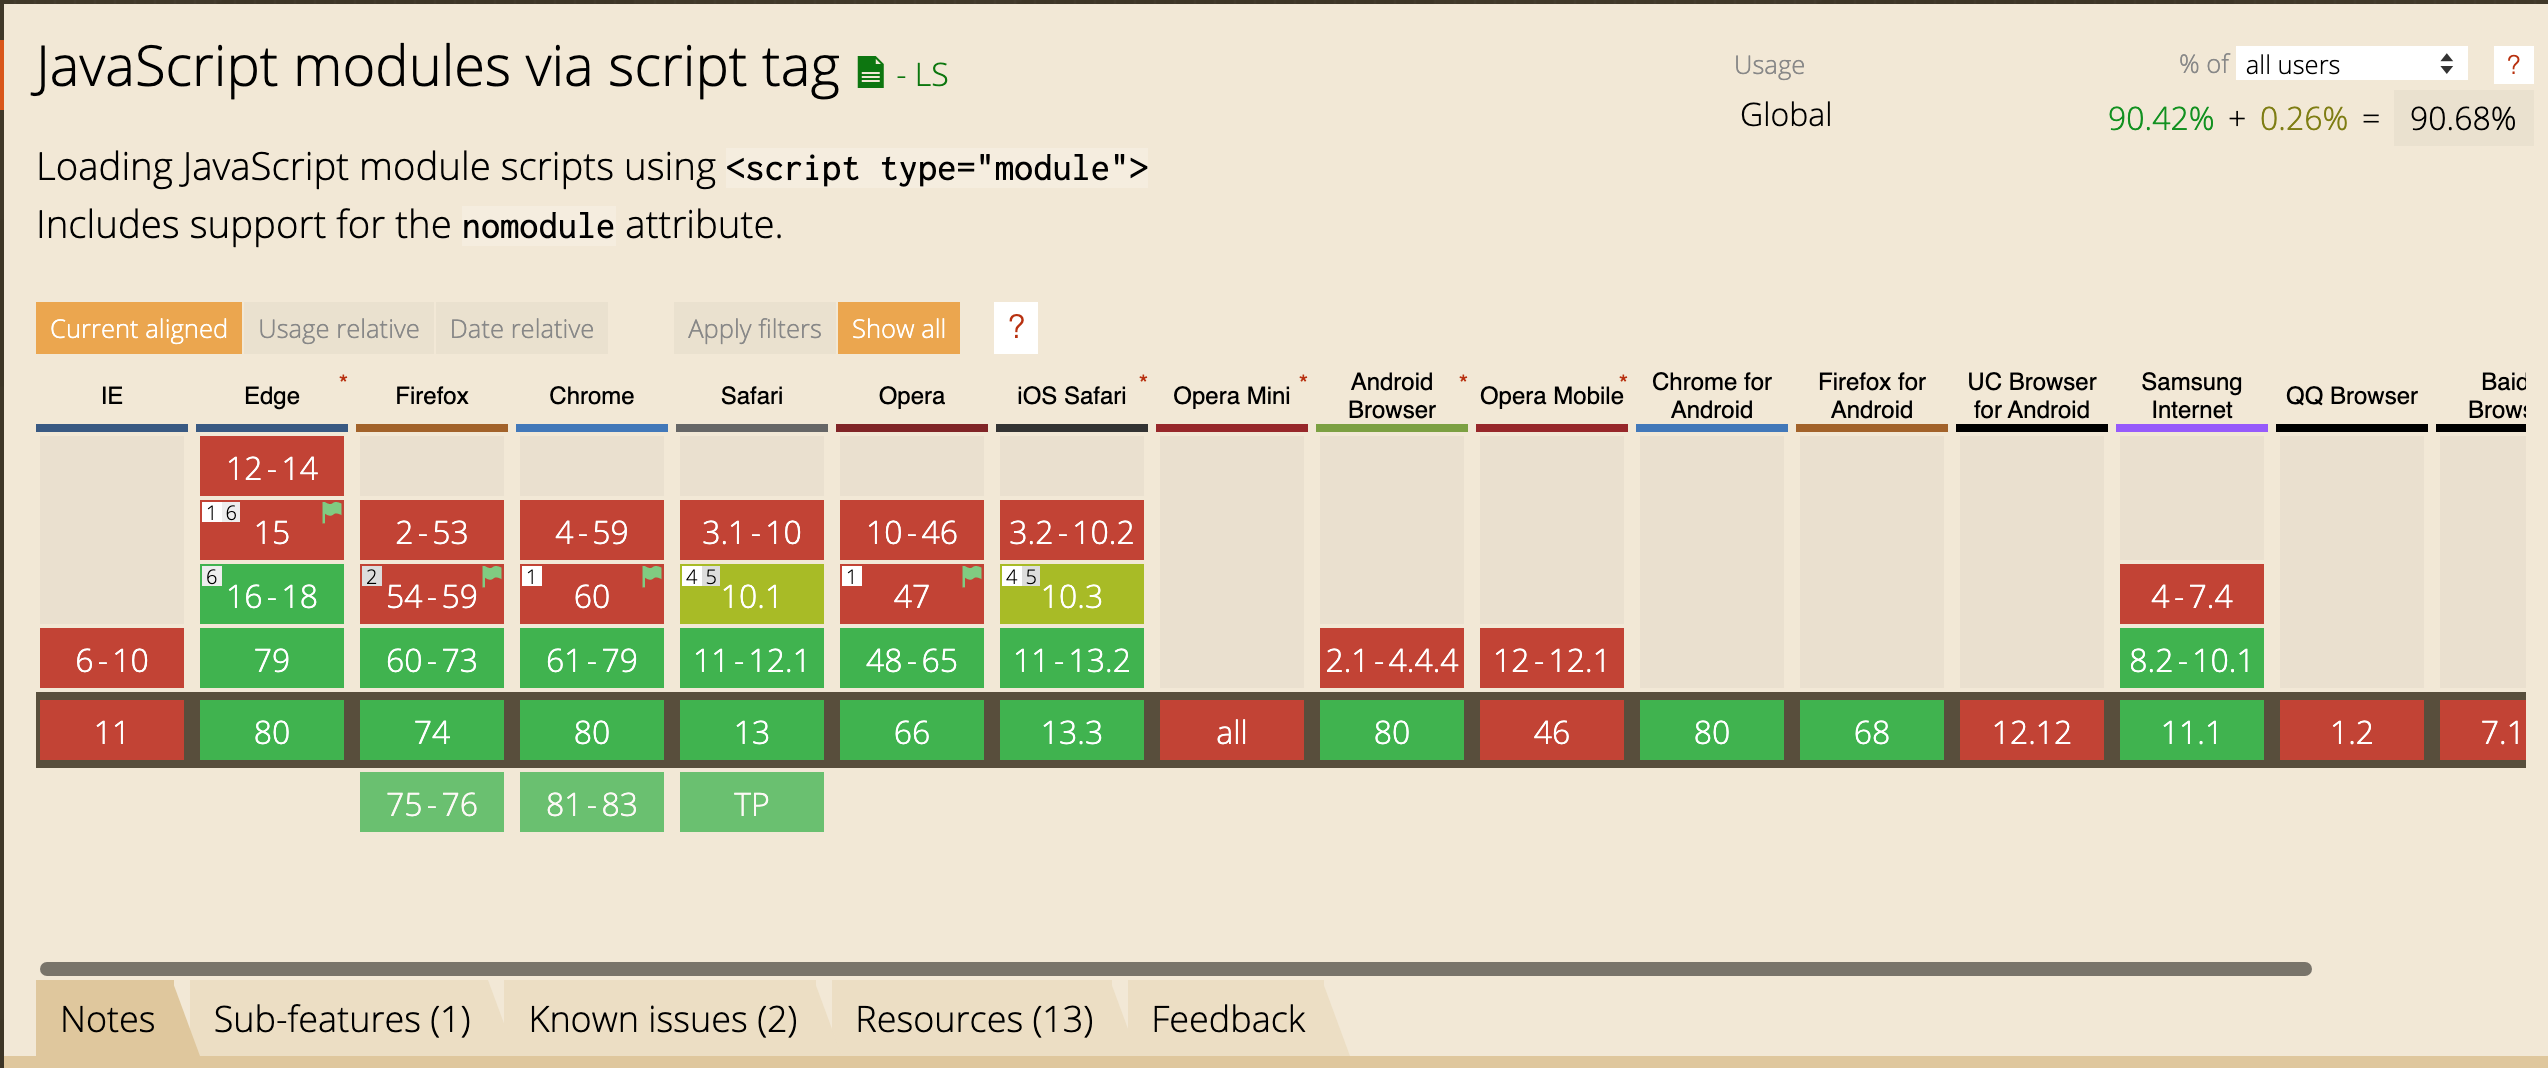 JavaScript modules via script tag - LS
Usage % of all users ?
Global 90.42% + 0.26% = 90.68%
Loading JavaScript module scripts using <script type="module">
Includes support for the nomodule attribute.
Current aligned Usage relative Date relative Apply filters Show all ?
IE Edge * Firefox Chrome Safari Opera iOS Safari * Opera Mini * Android Browser * Opera Mobile * Chrome for Android Firefox for Android UC Browser for Android Samsung Internet QQ Browser Baid Brows
12-14
1 6 15 2-53 4-59 3.1-10 10-46 3.2-10.2
6 16-18 2 54-59 1 60 4 5 10.1 1 47 4 5 10.3 4-7.4
6-10 79 60-73 61-79 11-12.1 48-65 11-13.2 2.1-4.4.4 12-12.1 8.2-10.1
11 80 74 80 13 66 13.3 all 80 46 80 68 12.12 11.1 1.2 7.1
75-76 81-83 TP
Notes Sub-features (1) Known issues (2) Resources (13) Feedback